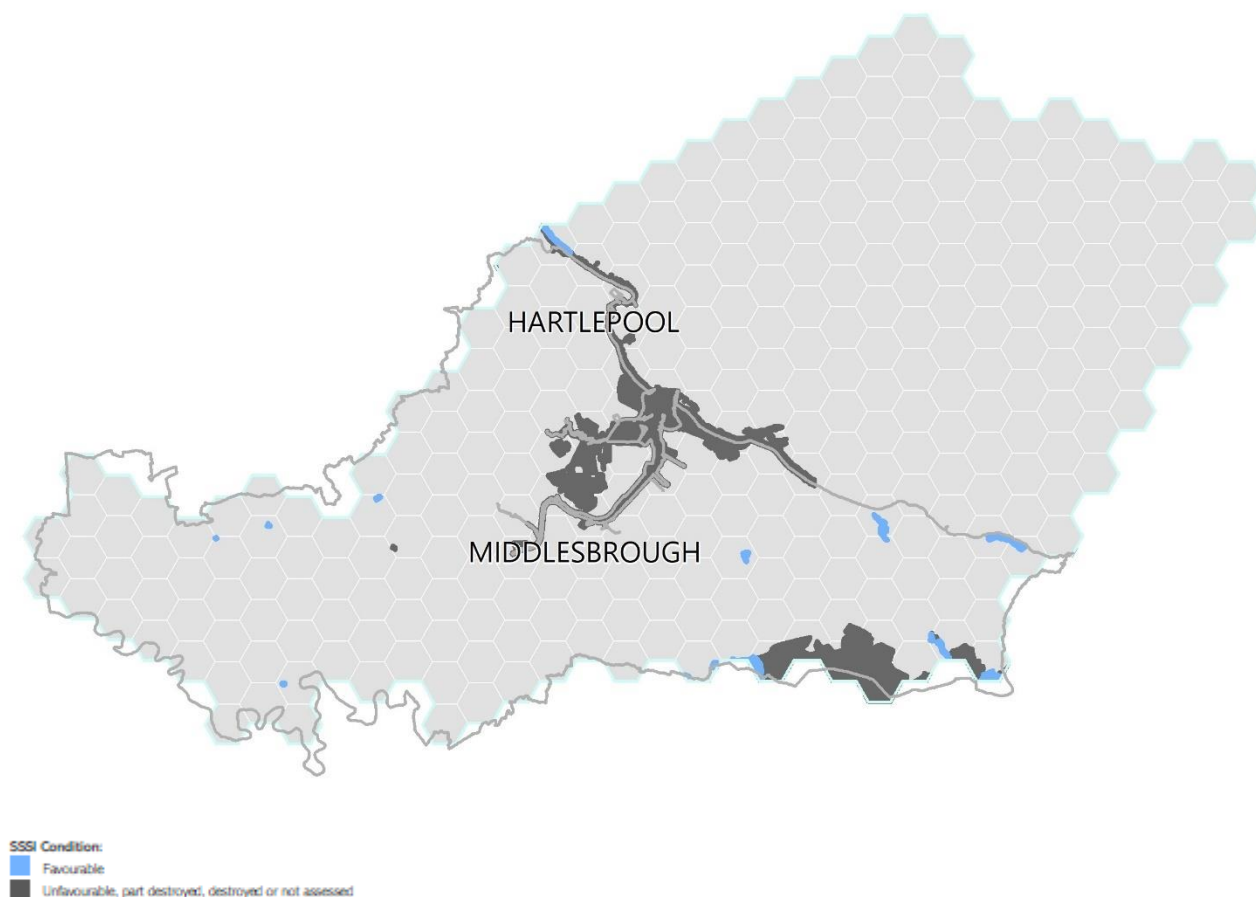 HARTLEPOOL
MIDDLESBROUGH
SSSI Condition:
Favourable
Unfavourable, part destroyed, destroyed or not assessed